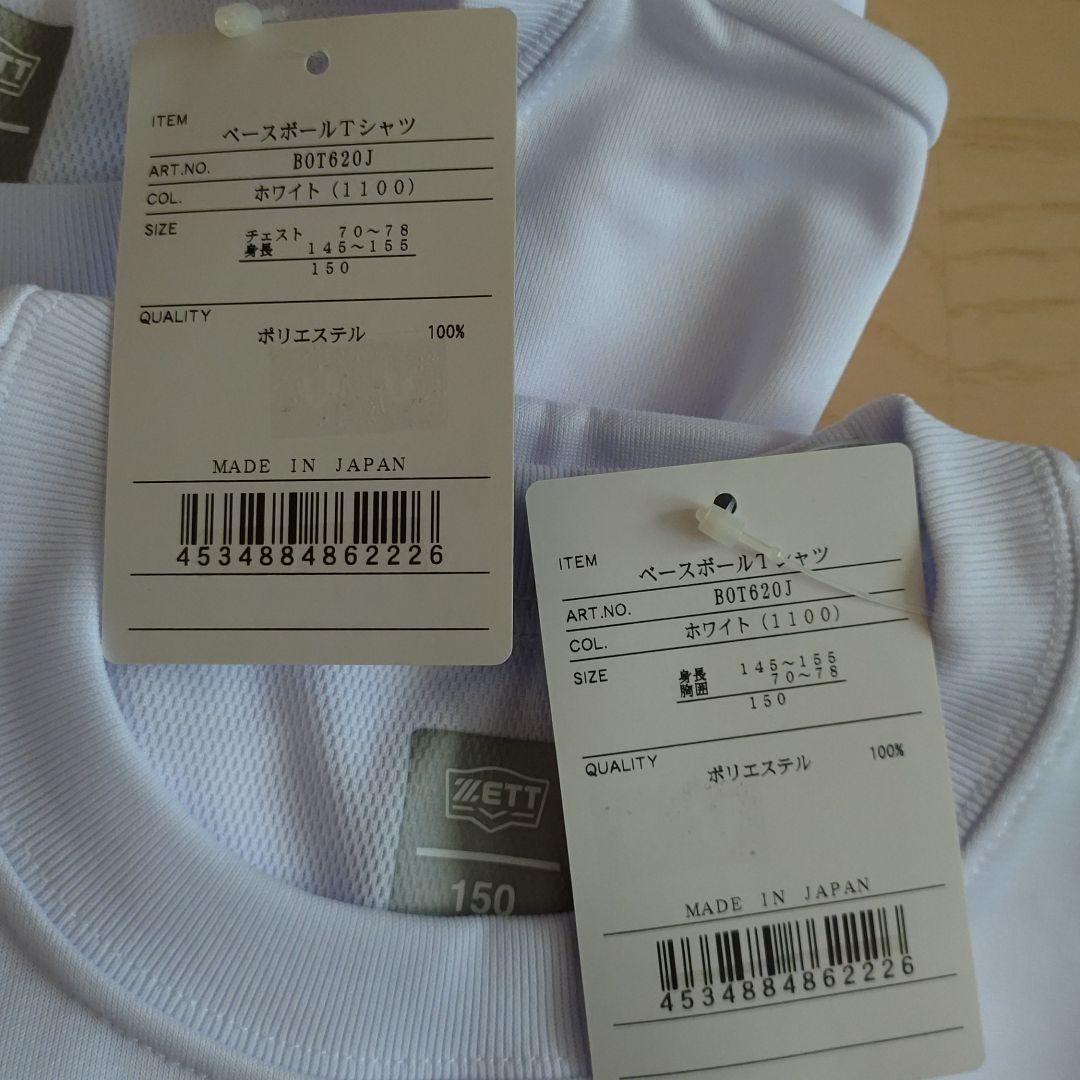 ITEM ベースボールTシャツ
ART.NO. BOT620J
COL. ホワイト(1100)
SIZE チェスト 70~78
身長 145~155
150
QUALITY
ポリエステル 100%
MADE IN JAPAN
4534884862226
ITEM ベースボールTシャツ
ART.NO. BOT620J
COL. ホワイト(1100)
SIZE 身長 145~155
胸囲 70~78
150
QUALITY
ポリエステル 100%
MADE IN JAPAN
4534884862226
ZETT
150